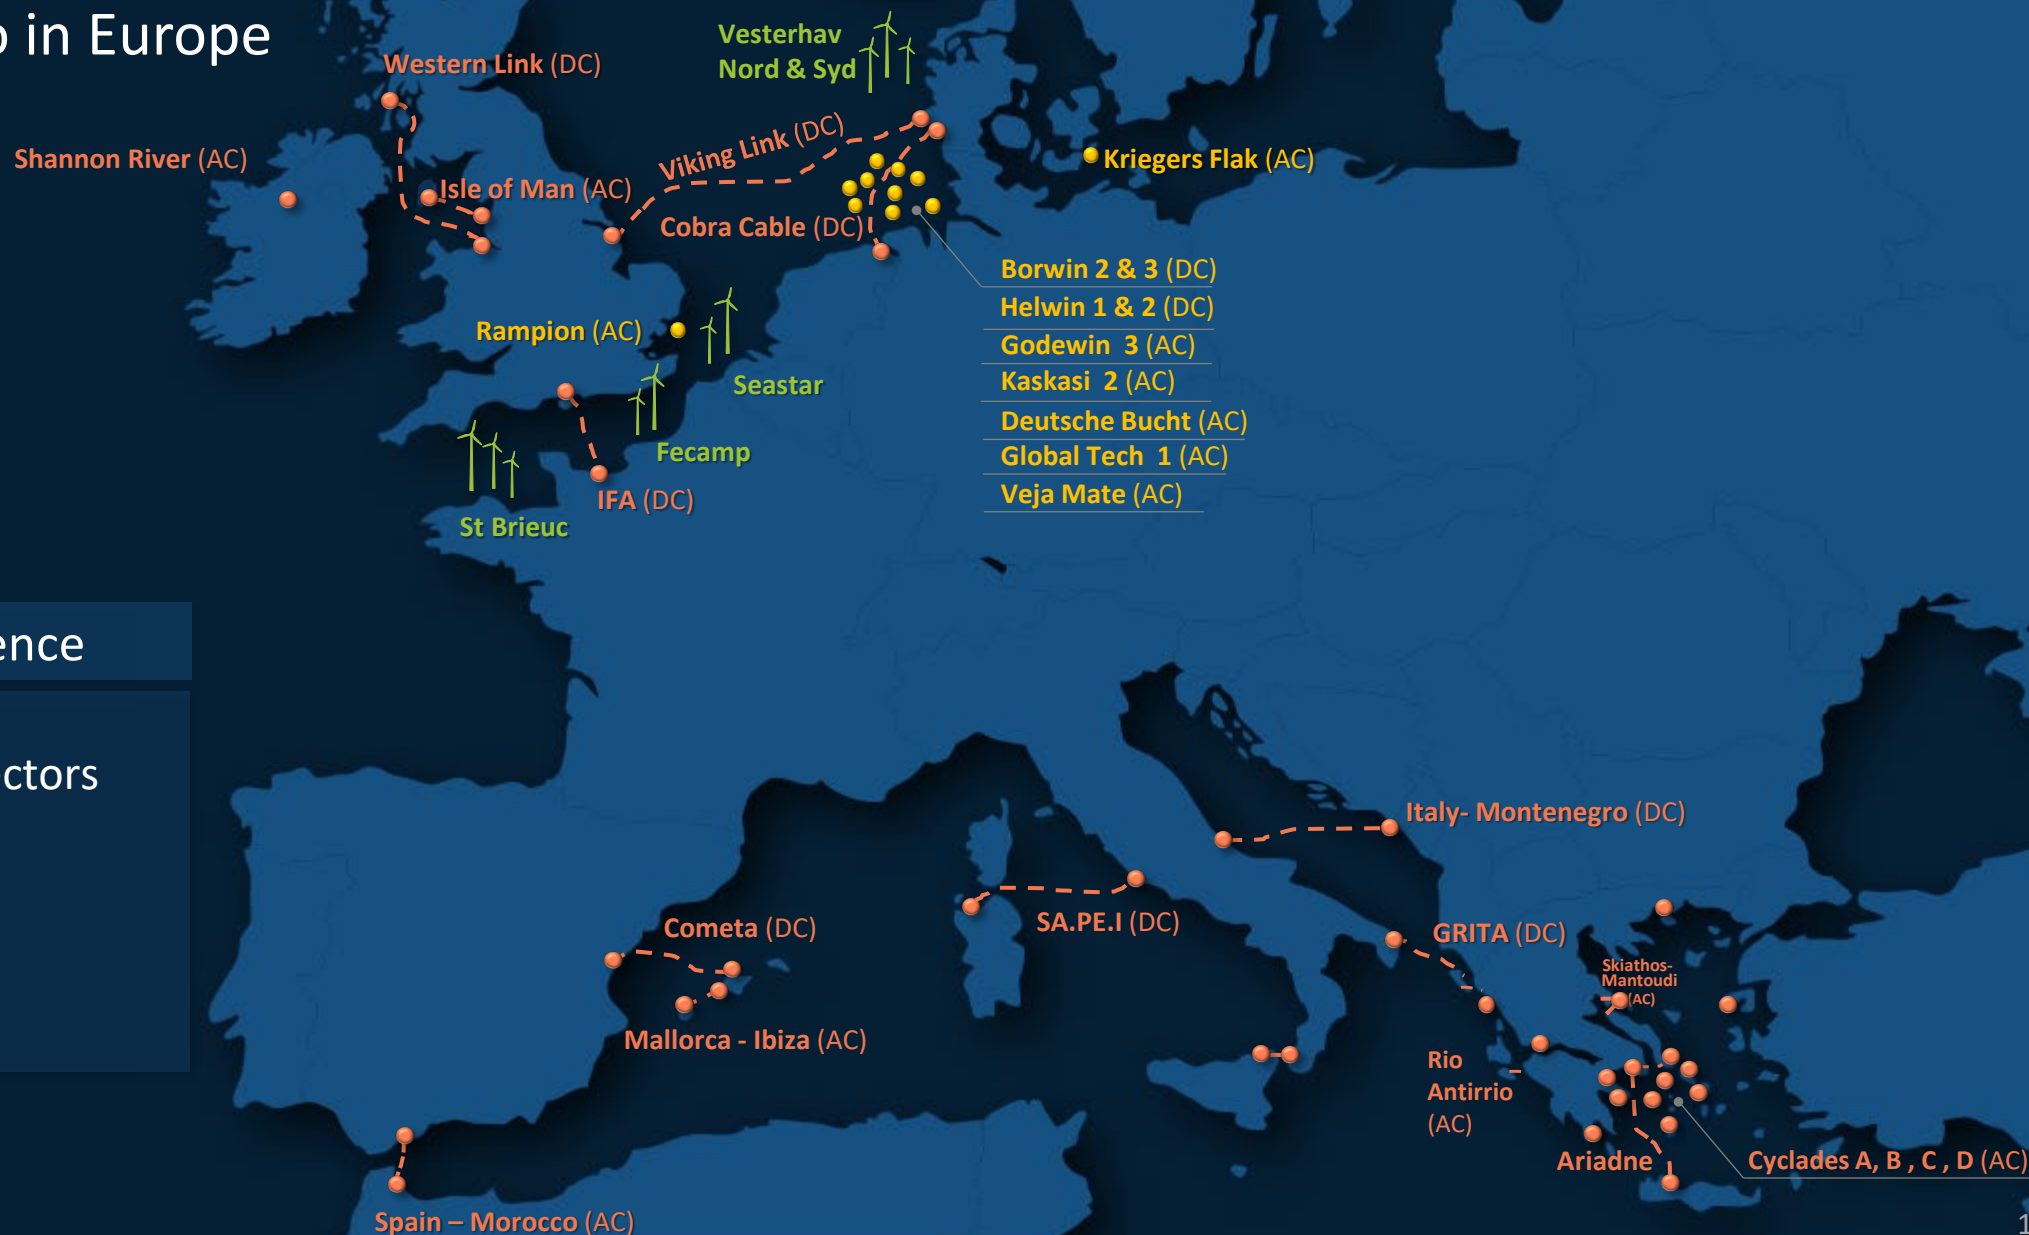 o in Europe
Western Link (DC)
Vesterhav
Nord & Syd
Shannon River (AC)
Viking Link (DC)
Kriegers Flak (AC)
Isle of Man (AC)
Cobra Cable (DC)
Borwin 2 & 3 (DC)
Helwin 1 & 2 (DC)
Godewin 3 (AC)
Kaskasi 2 (AC)
Deutsche Bucht (AC)
Global Tech 1 (AC)
Veja Mate (AC)
Rampion (AC)
Seastar
Fecamp
IFA (DC)
St Brieuc
ence
ctors
Italy- Montenegro (DC)
Cometa (DC)
SA.PE.I (DC)
GRITA (DC)
Skiathos-
Mantoudi
(AC)
Mallorca - Ibiza (AC)
Rio
Antirrio
(AC)
Ariadne
Cyclades A, B , C , D (AC)
Spain – Morocco (AC)
1